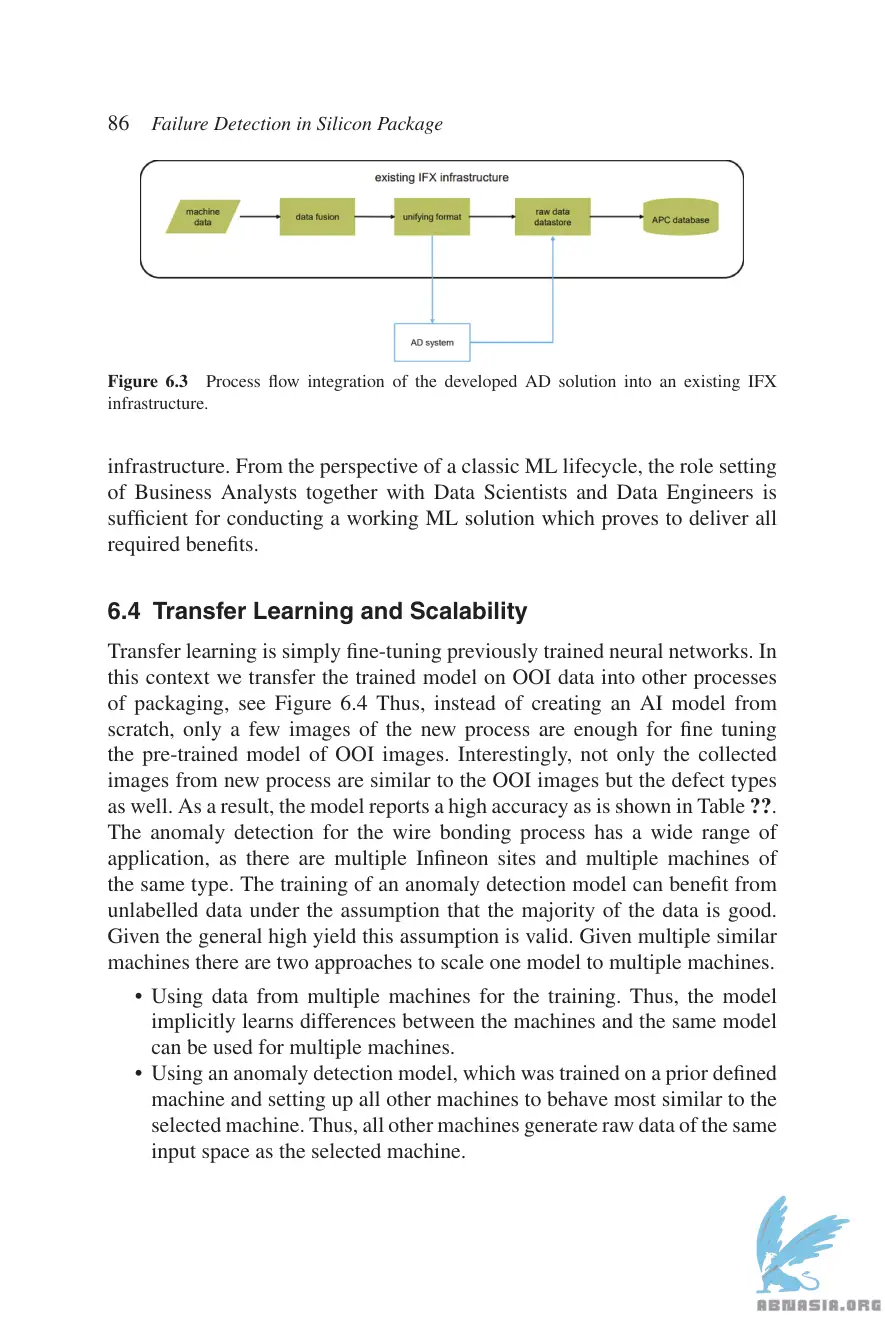 86 Failure Detection in Silicon Package
existing IFX infrastructure
machine
data
data fusion
unifying format
raw data
datastore
APC database
AD system
Figure 6.3 Process flow integration of the developed AD solution into an existing IFX
infrastructure.
infrastructure. From the perspective of a classic ML lifecycle, the role setting
of Business Analysts together with Data Scientists and Data Engineers is
sufficient for conducting a working ML solution which proves to deliver all
required benefits.
6.4 Transfer Learning and Scalability
Transfer learning is simply fine-tuning previously trained neural networks. In
this context we transfer the trained model on OOI data into other processes
of packaging, see Figure 6.4 Thus, instead of creating an AI model from
scratch, only a few images of the new process are enough for fine tuning
the pre-trained model of OOI images. Interestingly, not only the collected
images from new process are similar to the OOI images but the defect types
as well. As a result, the model reports a high accuracy as is shown in Table ??.
The anomaly detection for the wire bonding process has a wide range of
application, as there are multiple Infineon sites and multiple machines of
the same type. The training of an anomaly detection model can benefit from
unlabelled data under the assumption that the majority of the data is good.
Given the general high yield this assumption is valid. Given multiple similar
machines there are two approaches to scale one model to multiple machines.
• Using data from multiple machines for the training. Thus, the model
implicitly learns differences between the machines and the same model
can be used for multiple machines.
• Using an anomaly detection model, which was trained on a prior defined
machine and setting up all other machines to behave most similar to the
selected machine. Thus, all other machines generate raw data of the same
input space as the selected machine.
ABNASIA.ORG